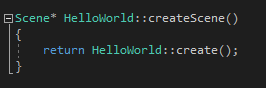 Scene* HelloWorld::createScene()
{
    return HelloWorld::create();
}